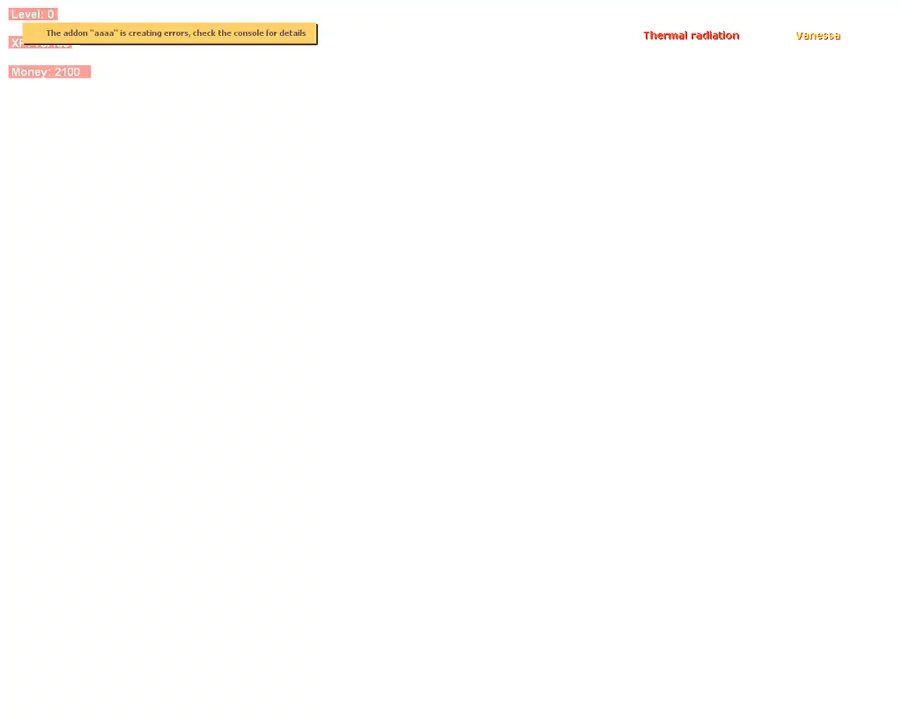 Level: 0
The addon "aaaa" is creating errors, check the console for details
Thermal radiation
Vanessa
Money: 2100